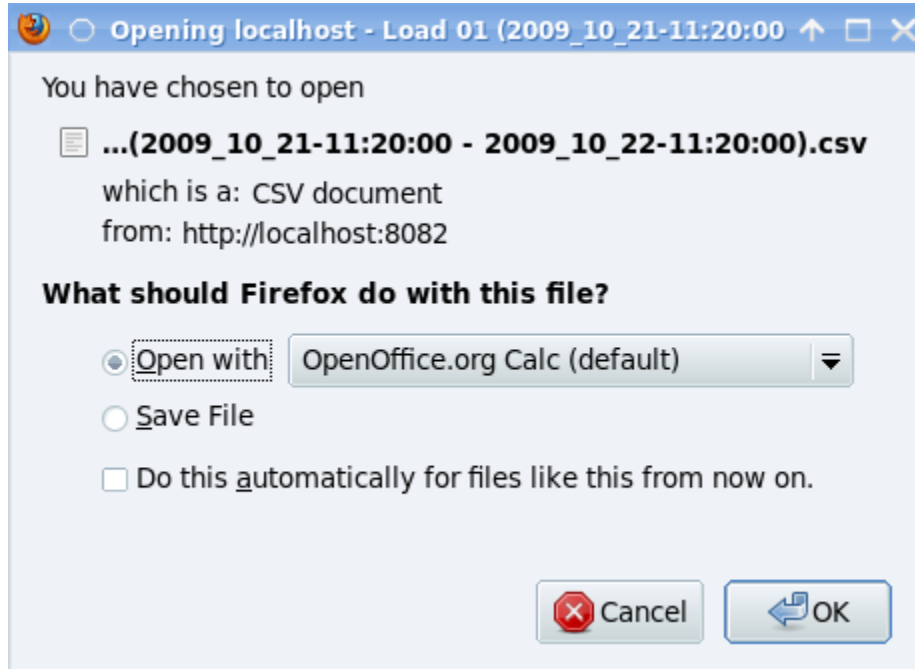 Opening localhost - Load 01 (2009_10_21-11:20:00
You have chosen to open
...(2009_10_21-11:20:00 - 2009_10_22-11:20:00).csv
which is a: CSV document
from: http://localhost:8082
What should Firefox do with this file?
Open with OpenOffice.org Calc (default)
Save File
Do this automatically for files like this from now on.
Cancel OK